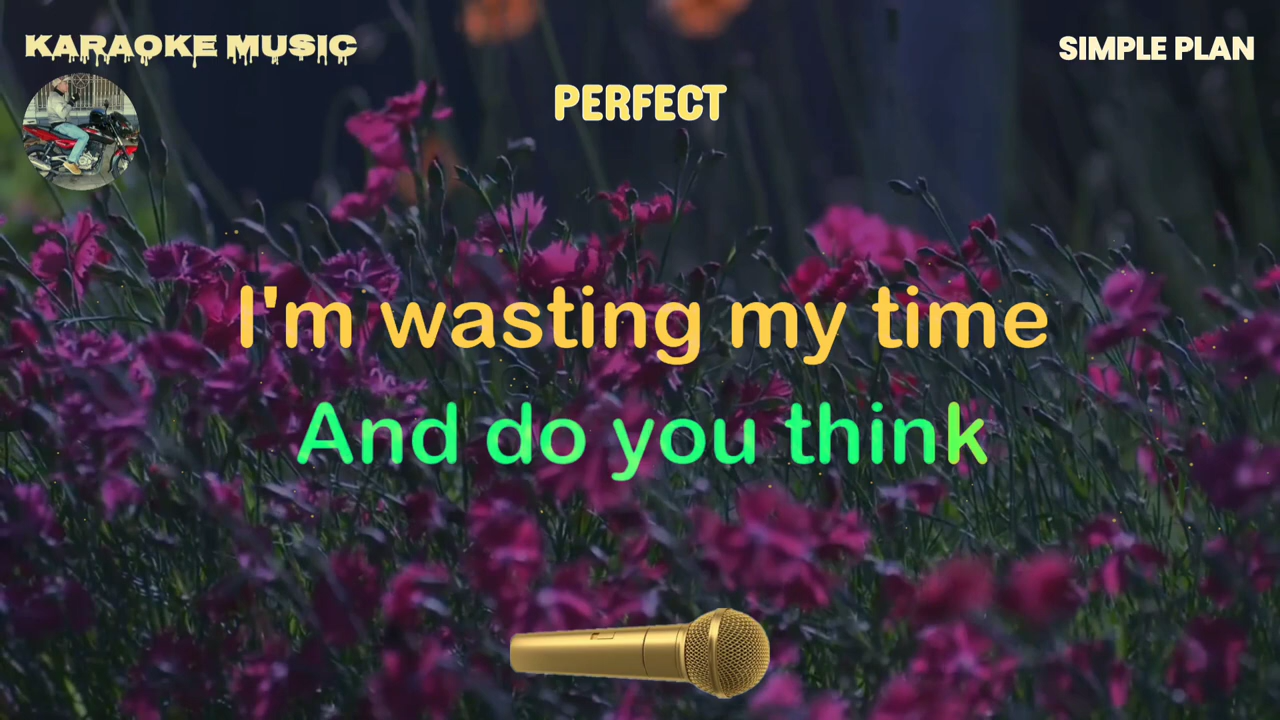 KARAOKE MUSIC
SIMPLE PLAN
PERFECT
I'm wasting my time
And do you think